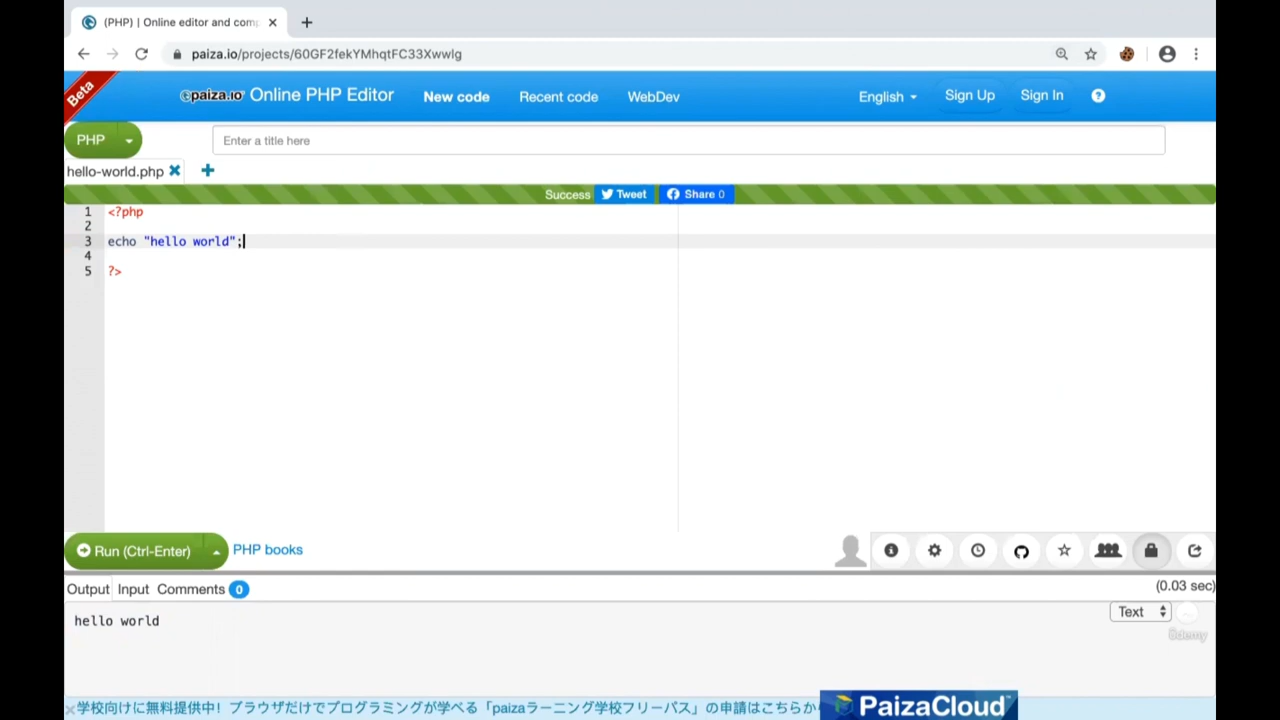 (PHP) | Online editor and comp
paiza.io/projects/60GF2fekYMhqtFC33Xwwlg
Beta
paiza.io Online PHP Editor New code Recent code WebDev English Sign Up Sign In ?
PHP Enter a title here
hello-world.php
Success Tweet Share 0
1 <?php
2
3 echo "hello world";
4
5 ?>
Run (Ctrl-Enter) PHP books
Output Input Comments 0 (0.03 sec)
Text
hello world
ûdemy
学校向けに無料提供中! ブラウザだけでプログラミングが学べる「paizaラーニング学校フリーパス」の申請はこちらから
PaizaCloud